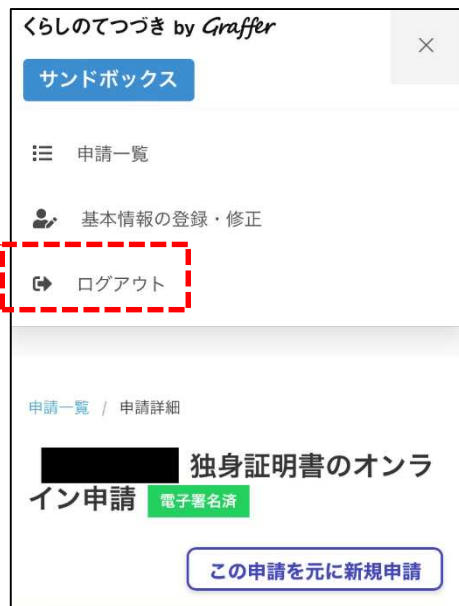 くらしのてつづき by Graffer
サンドボックス
申請一覧
基本情報の登録・修正
ログアウト
申請一覧 / 申請詳細
独身証明書のオンラ
イン申請 電子署名済
この申請を元に新規申請